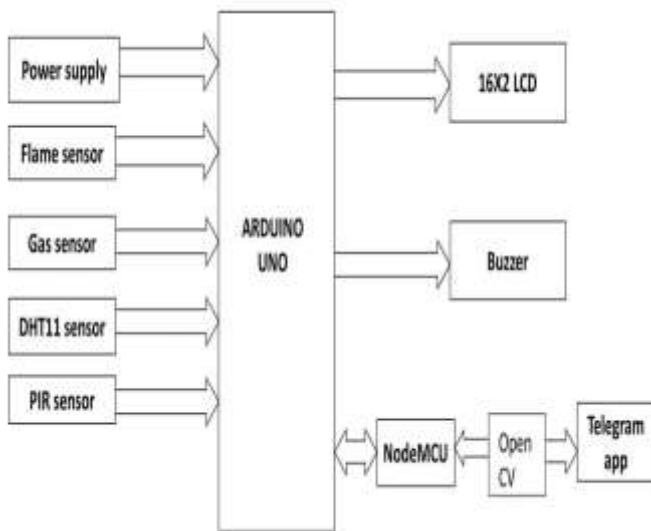 Power supply
Flame sensor
Gas sensor
DHT11 sensor
PIR sensor
ARDUINO
UNO
16X2 LCD
Buzzer
NodeMCU
Open
CV
Telegram
app